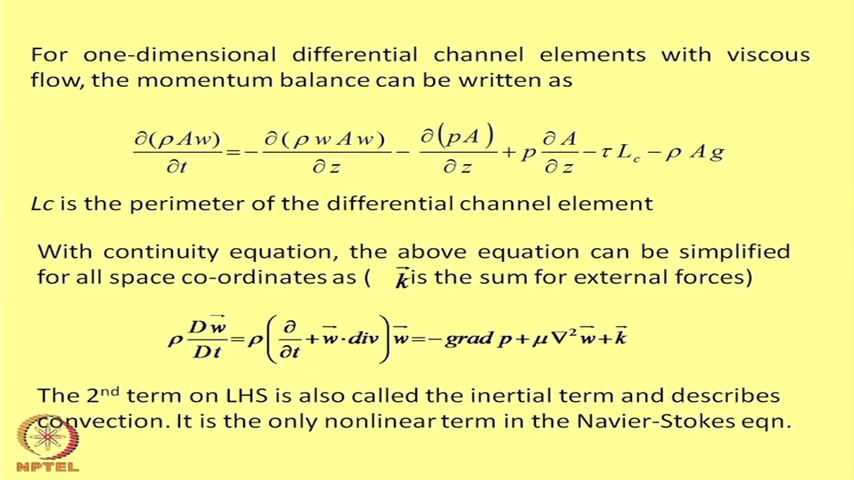 For one-dimensional differential channel elements with viscous
flow, the momentum balance can be written as
∂(ρAw)/∂t = − ∂(ρwAw)/∂z − ∂(pA)/∂z + p ∂A/∂z − τL_c − ρAg
Lc is the perimeter of the differential channel element
With continuity equation, the above equation can be simplified
for all space co-ordinates as ( k⃗ is the sum for external forces)
ρ Dw⃗/Dt = ρ(∂/∂t + w⃗·div)w⃗ = −grad p + μ∇²w⃗ + k⃗
The 2nd term on LHS is also called the inertial term and describes
convection. It is the only nonlinear term in the Navier-Stokes eqn.
NPTEL